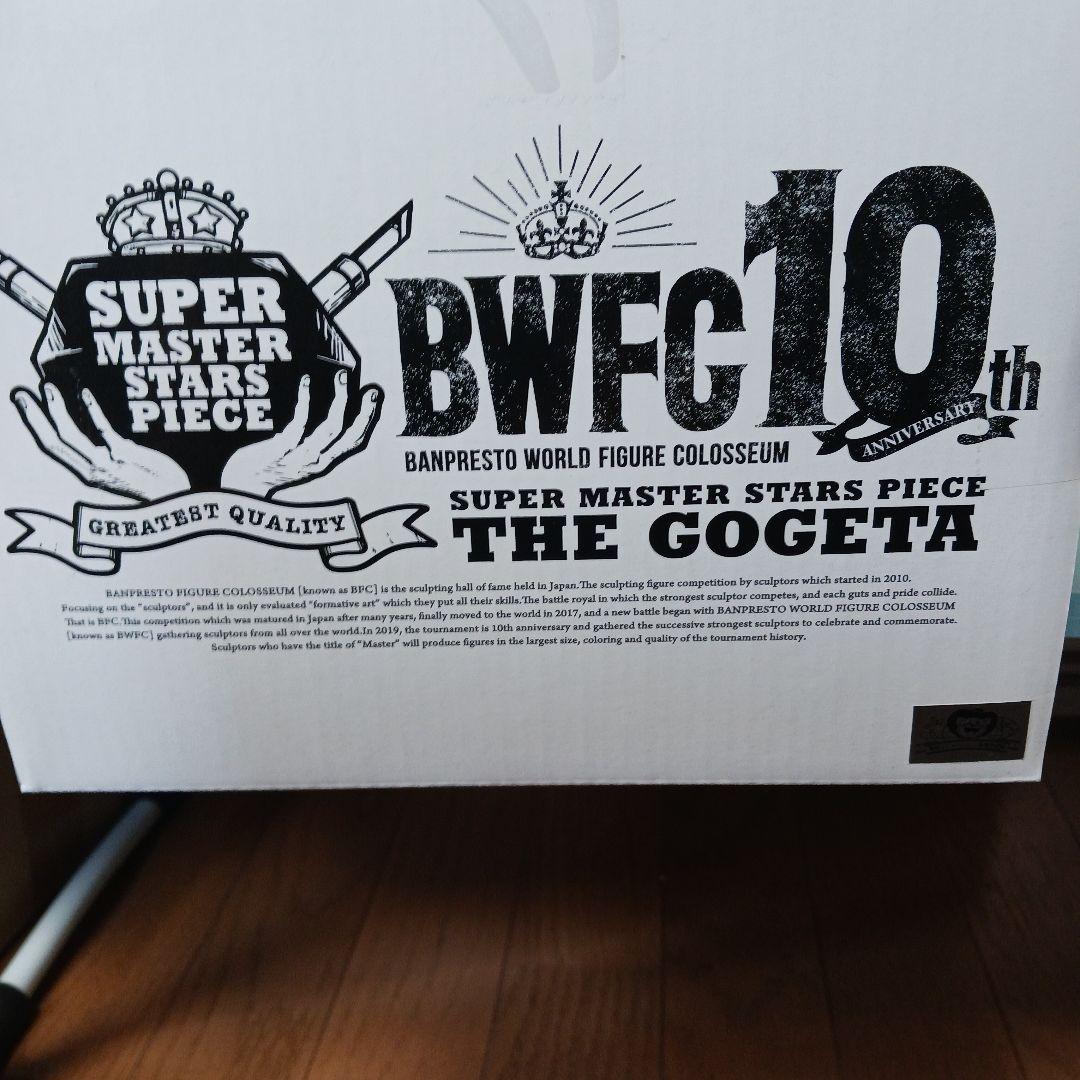 SUPER
MASTER
STARS
PIECE
GREATEST QUALITY
BWFC 10th
ANNIVERSARY
BANPRESTO WORLD FIGURE COLOSSEUM
SUPER MASTER STARS PIECE
THE GOGETA
BANPRESTO FIGURE COLOSSEUM [known as BFC] is the sculpting hall of fame held in Japan.The sculpting figure competition by sculptors which started in 2010.
Focusing on the "sculptors", and it is only evaluated "formative art" which they put all their skills.The battle royal in which the strongest sculptor competes, and each guts and pride collide.
That is BFC.This competition which was matured in Japan after many years, finally moved to the world in 2017, and a new battle began with BANPRESTO WORLD FIGURE COLOSSEUM
[known as BWFC] gathering sculptors from all over the world.In 2019, the tournament is 10th anniversary and gathered the successive strongest sculptors to celebrate and commemorate.
Sculptors who have the title of "Master" will produce figures in the largest size, coloring and quality of the tournament history.